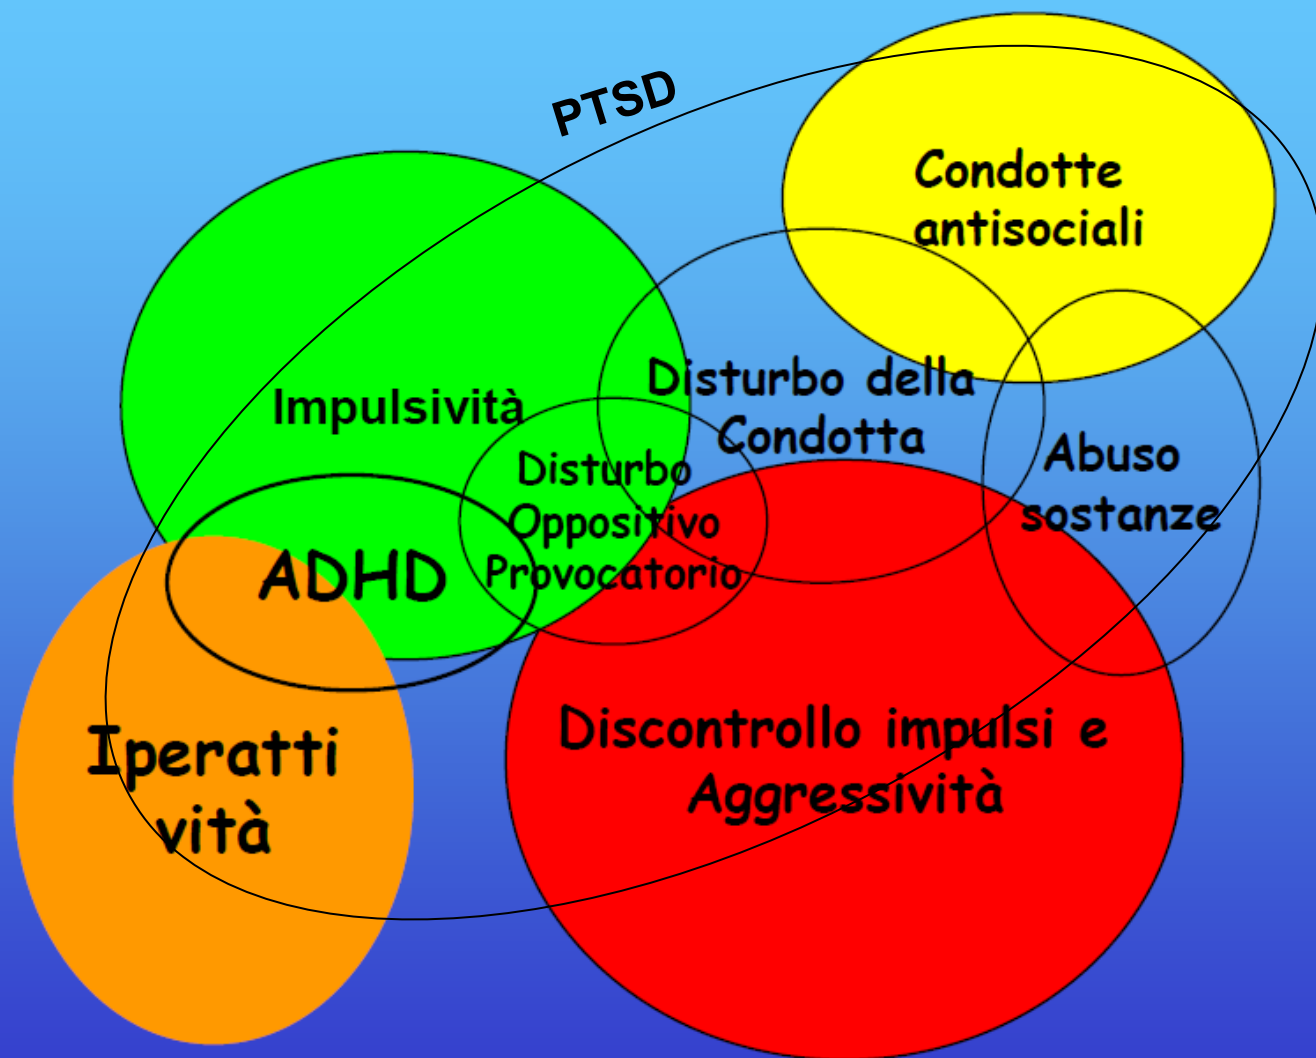 PTSD
Condotte
antisociali
Impulsività
Disturbo della
Condotta
Disturbo
Oppositivo
Provocatorio
Abuso
sostanze
ADHD
Iperatti
vità
Discontrollo impulsi e
Aggressività